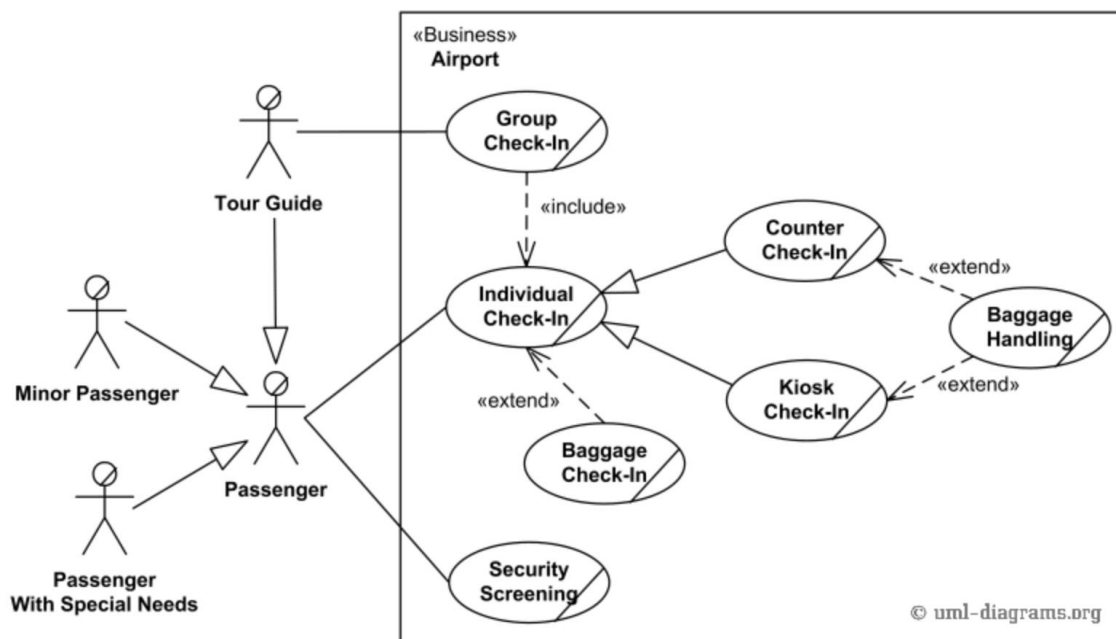 «Business»
Airport
Group
Check-In
Tour Guide
«include»
Counter
Check-In
«extend»
Individual
Check-In
Baggage
Handling
Minor Passenger
«extend»
Kiosk
Check-In
«extend»
Baggage
Check-In
Passenger
Passenger
With Special Needs
Security
Screening
© uml-diagrams.org